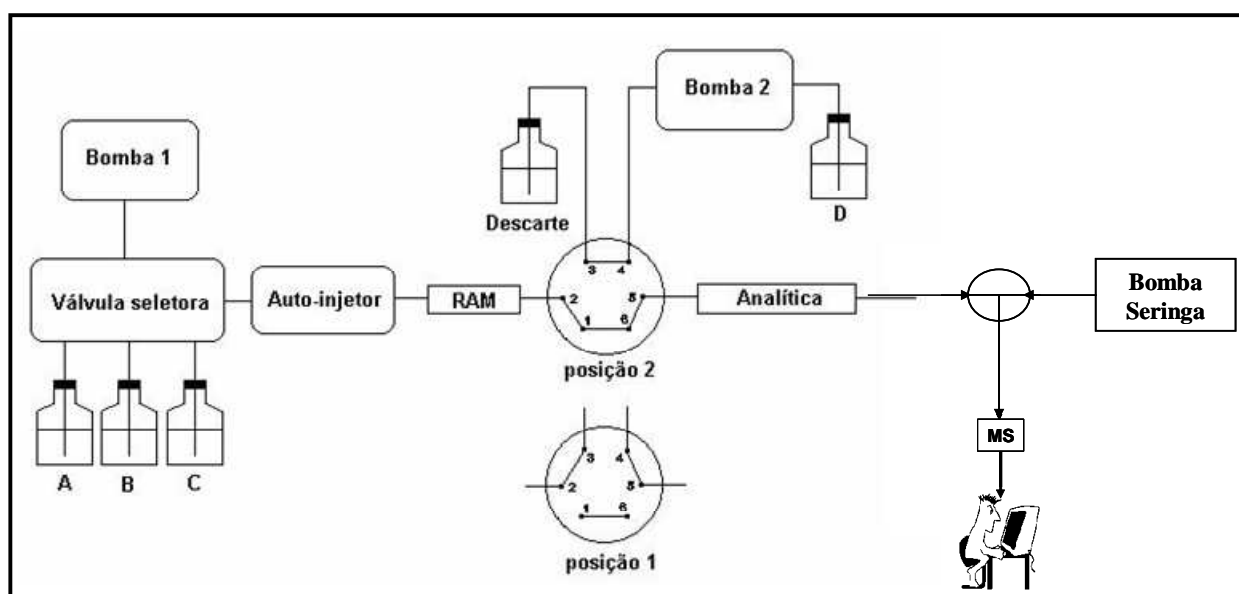 Bomba 1
Válvula seletora
A
B
C
Auto-injetor
RAM
Descarte
Bomba 2
D
3 4
2 5
1 6
posição 2
Analítica
Bomba
Seringa
MS
3 4
2 5
1 6
posição 1